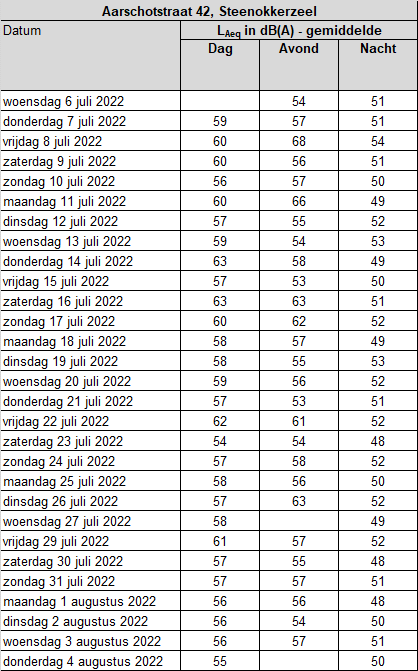 Aarschotstraat 42, Steenokkerzeel
Datum LAeq in dB(A) - gemiddelde
Dag Avond Nacht
woensdag 6 juli 2022 54 51
donderdag 7 juli 2022 59 57 51
vrijdag 8 juli 2022 60 68 54
zaterdag 9 juli 2022 60 56 51
zondag 10 juli 2022 56 57 50
maandag 11 juli 2022 60 66 49
dinsdag 12 juli 2022 57 55 52
woensdag 13 juli 2022 59 54 53
donderdag 14 juli 2022 63 58 49
vrijdag 15 juli 2022 57 53 50
zaterdag 16 juli 2022 63 63 51
zondag 17 juli 2022 60 62 52
maandag 18 juli 2022 58 57 49
dinsdag 19 juli 2022 58 55 53
woensdag 20 juli 2022 59 56 52
donderdag 21 juli 2022 57 53 51
vrijdag 22 juli 2022 62 61 52
zaterdag 23 juli 2022 54 54 48
zondag 24 juli 2022 57 58 52
maandag 25 juli 2022 58 56 50
dinsdag 26 juli 2022 57 63 52
woensdag 27 juli 2022 58 49
vrijdag 29 juli 2022 61 57 52
zaterdag 30 juli 2022 57 55 48
zondag 31 juli 2022 57 57 51
maandag 1 augustus 2022 56 56 48
dinsdag 2 augustus 2022 56 54 50
woensdag 3 augustus 2022 56 57 51
donderdag 4 augustus 2022 55 50